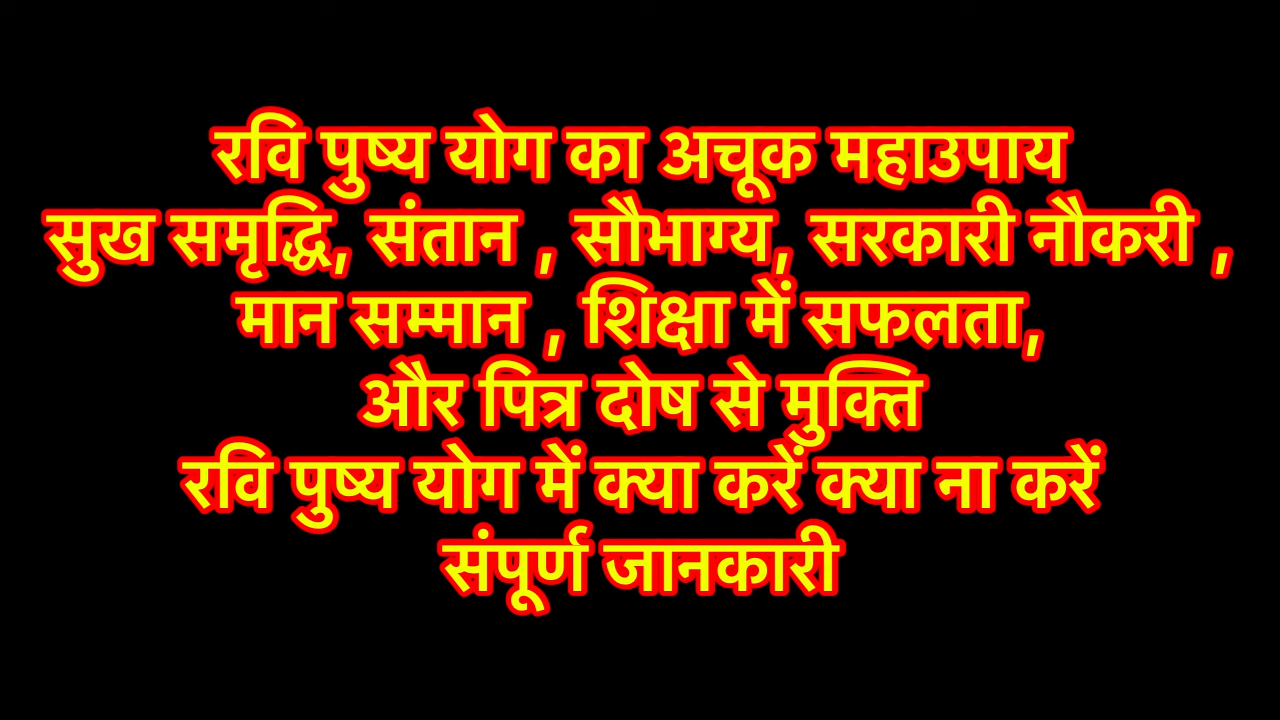 रवि पुष्य योग का अचूक महाउपाय
सुख समृद्धि, संतान , सौभाग्य, सरकारी नौकरी ,
मान सम्मान , शिक्षा में सफलता,
और पित्र दोष से मुक्ति
रवि पुष्य योग में क्या करें क्या ना करें
संपूर्ण जानकारी